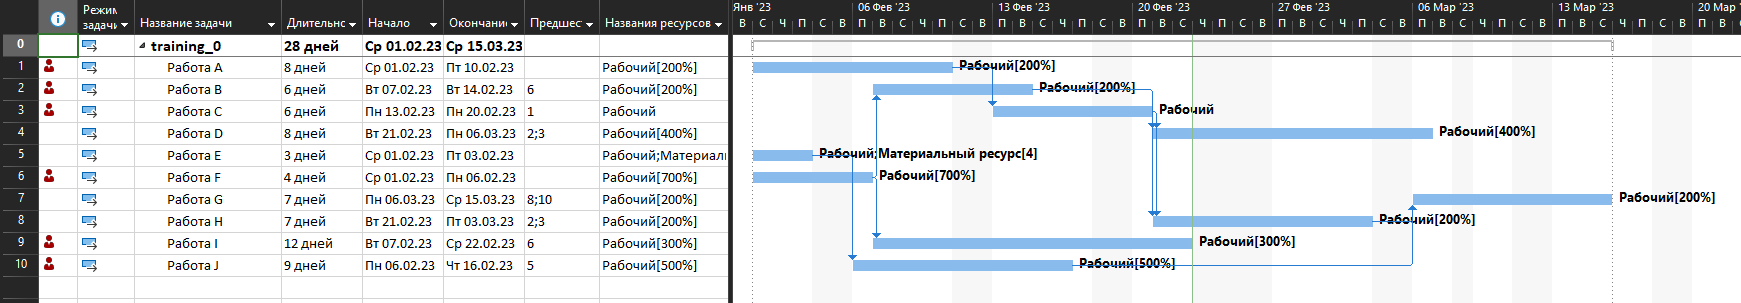 Режим задачи Название задачи Длительнс Начало Окончание Предшест Названия ресурсов
0 training_0 28 дней Ср 01.02.23 Ср 15.03.23
1 Работа A 8 дней Ср 01.02.23 Пт 10.02.23 Рабочий[200%]
2 Работа B 6 дней Вт 07.02.23 Вт 14.02.23 6 Рабочий[200%]
3 Работа C 6 дней Пн 13.02.23 Пн 20.02.23 1 Рабочий
4 Работа D 8 дней Вт 21.02.23 Пн 06.03.23 2;3 Рабочий[400%]
5 Работа E 3 дней Ср 01.02.23 Пт 03.02.23 Рабочий;Материал
6 Работа F 4 дней Ср 01.02.23 Пн 06.02.23 Рабочий[700%]
7 Работа G 7 дней Пн 06.03.23 Ср 15.03.23 8;10 Рабочий[200%]
8 Работа H 7 дней Вт 21.02.23 Пт 03.03.23 2;3 Рабочий[200%]
9 Работа I 12 дней Вт 07.02.23 Ср 22.02.23 6 Рабочий[300%]
10 Работа J 9 дней Пн 06.02.23 Чт 16.02.23 5 Рабочий[500%]
Янв '23 06 Фев '23 13 Фев '23 20 Фев '23 27 Фев '23 06 Мар '23 13 Мар '23 20 Мар '
В С Ч С П В П С В Ч П С В Ч С П В П С В Ч С П В П С В Ч С П В
Рабочий[200%]
Рабочий[200%]
Рабочий
Рабочий[400%]
Рабочий;Материальный ресурс[4]
Рабочий[700%]
Рабочий[200%]
Рабочий[200%]
Рабочий[300%]
Рабочий[500%]